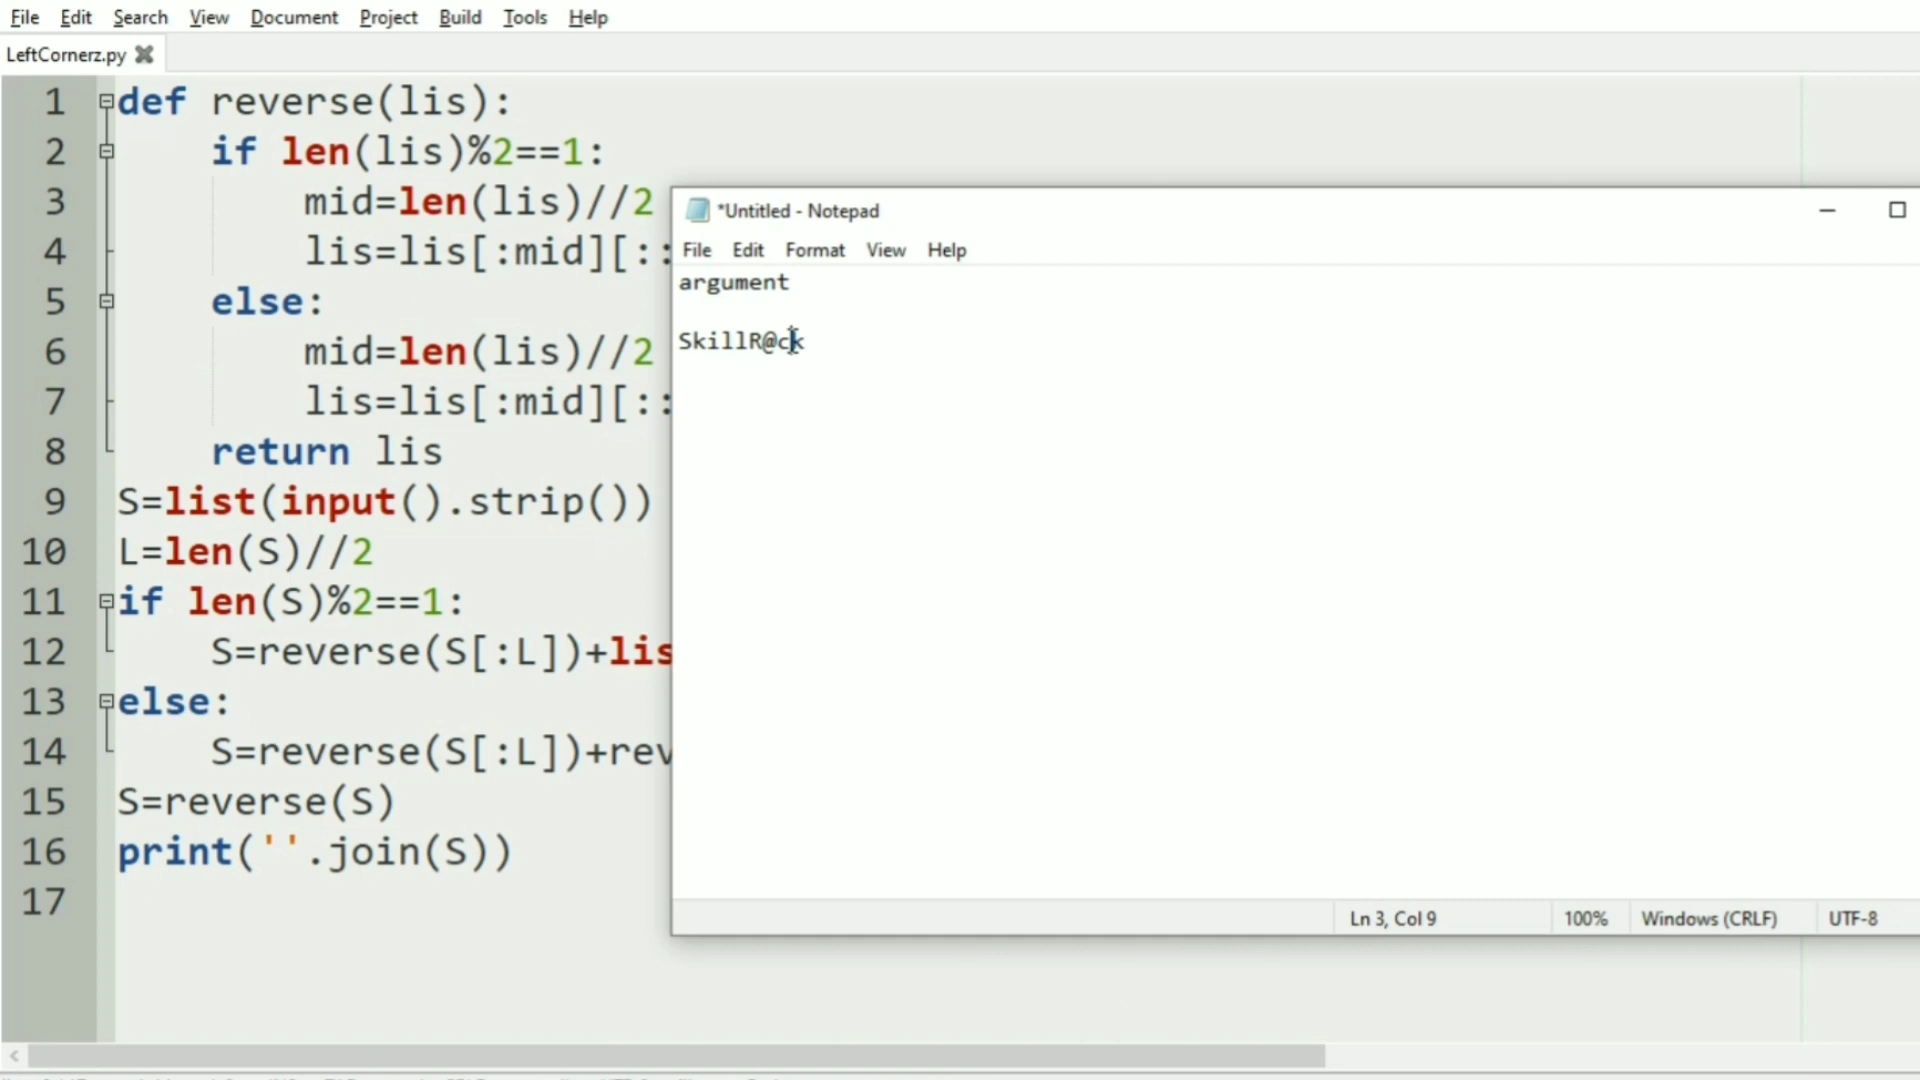 File Edit Search View Document Project Build Tools Help
LeftCornerz.py
1 def reverse(lis):
2 if len(lis)%2==1:
3 mid=len(lis)//2
4 lis=lis[:mid][::
5 else:
6 mid=len(lis)//2
7 lis=lis[:mid][::
8 return lis
9 S=list(input().strip())
10 L=len(S)//2
11 if len(S)%2==1:
12 S=reverse(S[:L])+lis
13 else:
14 S=reverse(S[:L])+rev
15 S=reverse(S)
16 print(''.join(S))
17
*Untitled - Notepad
File Edit Format View Help
argument
SkillR@ck
Ln 3, Col 9 100% Windows (CRLF) UTF-8